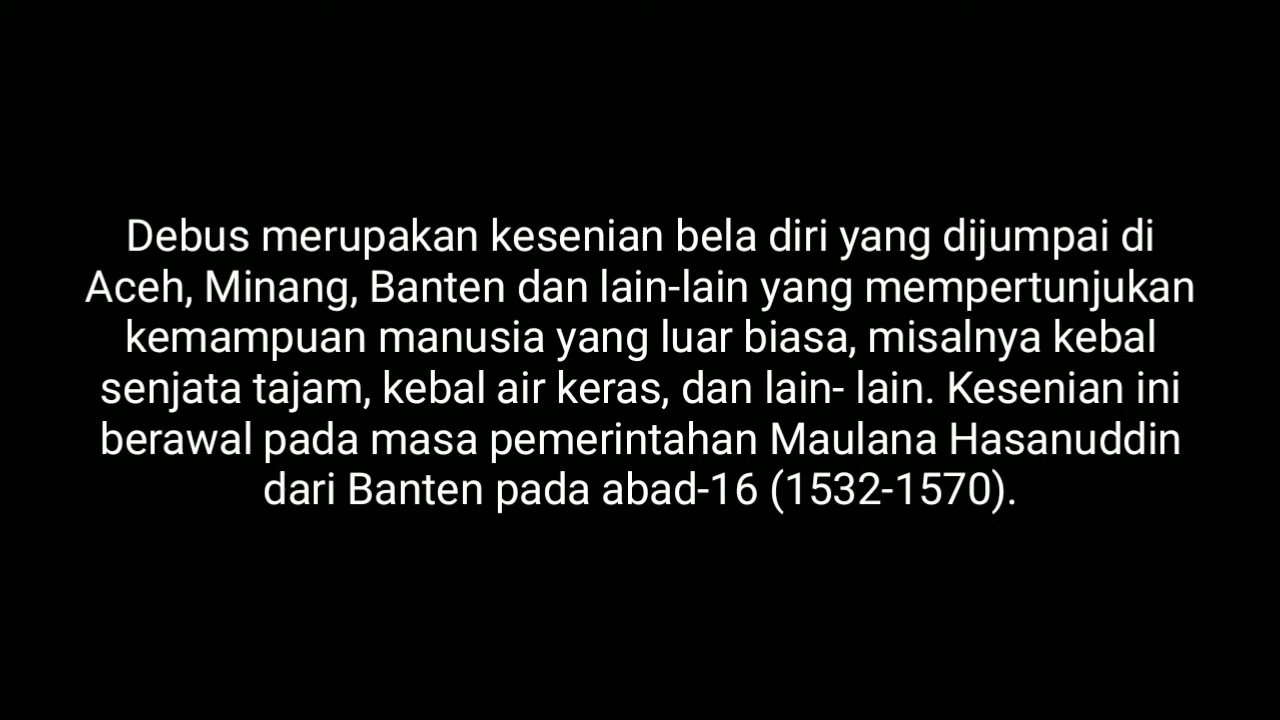 Debus merupakan kesenian bela diri yang dijumpai di
Aceh, Minang, Banten dan lain-lain yang mempertunjukan
kemampuan manusia yang luar biasa, misalnya kebal
senjata tajam, kebal air keras, dan lain- lain. Kesenian ini
berawal pada masa pemerintahan Maulana Hasanuddin
dari Banten pada abad-16 (1532-1570).